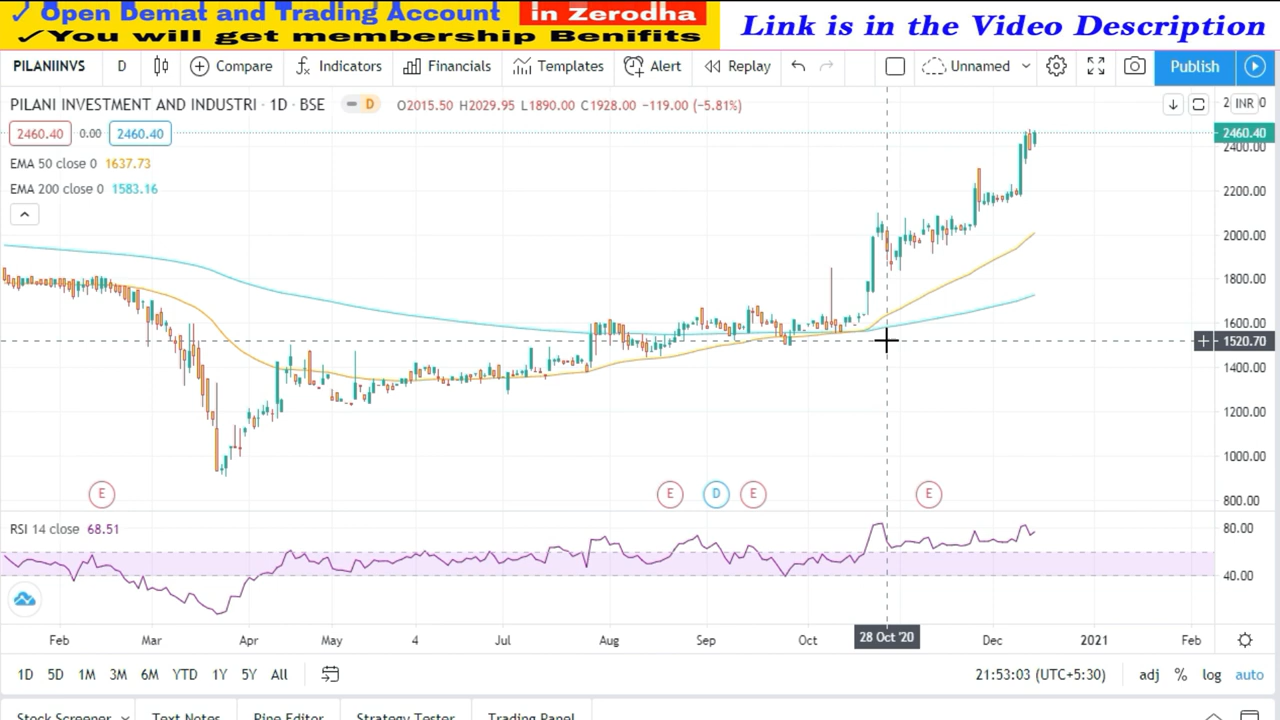 ✓ Open Demat and Trading Account in Zerodha
✓You will get membership Benifits
Link is in the Video Description
PILANIINVS D Compare Indicators Financials Templates Alert Replay Unnamed Publish
PILANI INVESTMENT AND INDUSTRI · 1D · BSE D O2015.50 H2029.95 L1890.00 C1928.00 −119.00 (−5.81%)
INR
2460.40 0.00 2460.40
2460.40
2400.00
EMA 50 close 0 1637.73
EMA 200 close 0 1583.16
2200.00
2000.00
1800.00
1600.00
1520.70
1400.00
1200.00
1000.00
800.00
E E D E E
RSI 14 close 68.51
80.00
40.00
Feb Mar Apr May 4 Jul Aug Sep Oct 28 Oct '20 Dec 2021 Feb
1D 5D 1M 3M 6M YTD 1Y 5Y All 21:53:03 (UTC+5:30) adj % log auto
Stock Screener Text Notes Pine Editor Strategy Tester Trading Panel